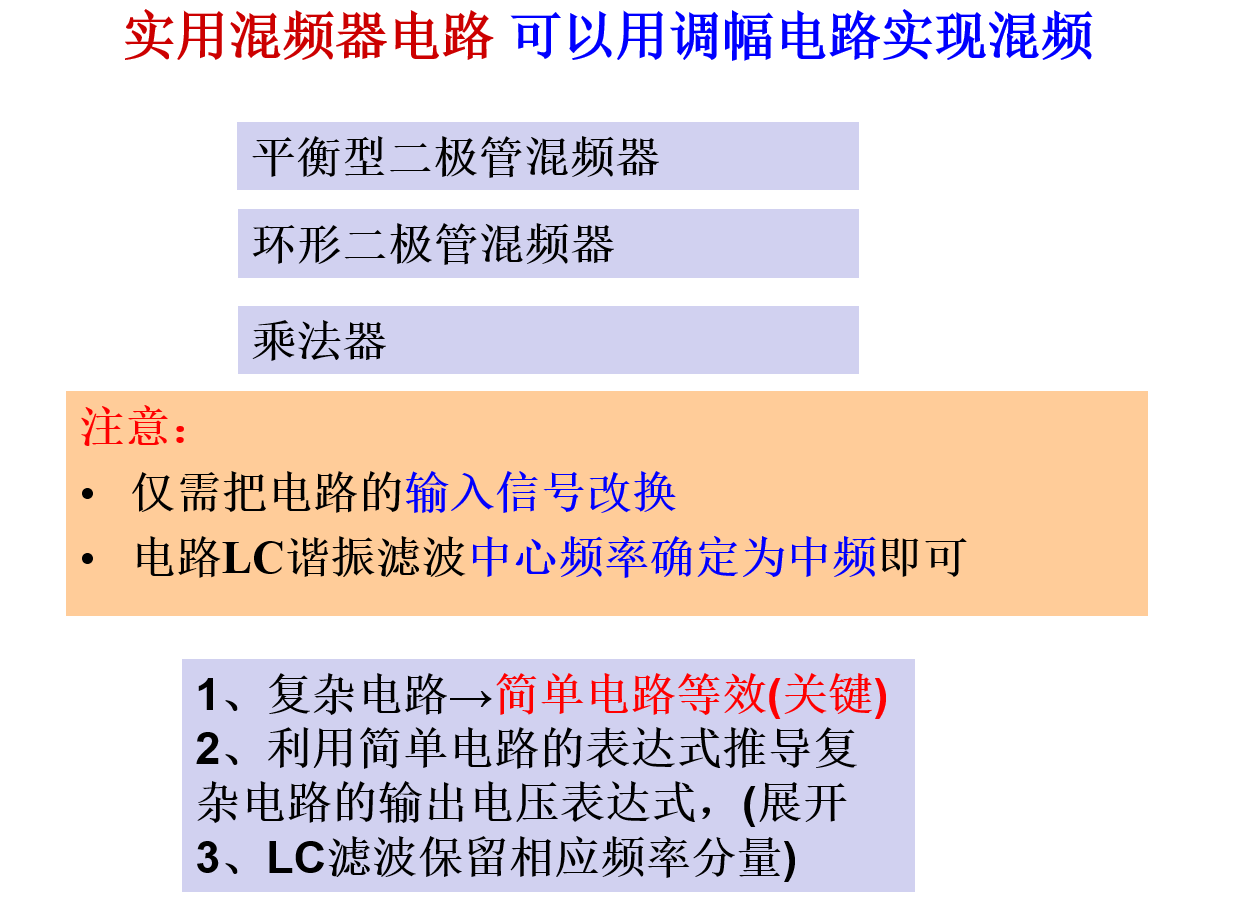 实用混频器电路 可以用调幅电路实现混频
平衡型二极管混频器
环形二极管混频器
乘法器
注意：
• 仅需把电路的输入信号改换
• 电路LC谐振滤波中心频率确定为中频即可
1、复杂电路→简单电路等效(关键)
2、利用简单电路的表达式推导复
杂电路的输出电压表达式，(展开
3、LC滤波保留相应频率分量)